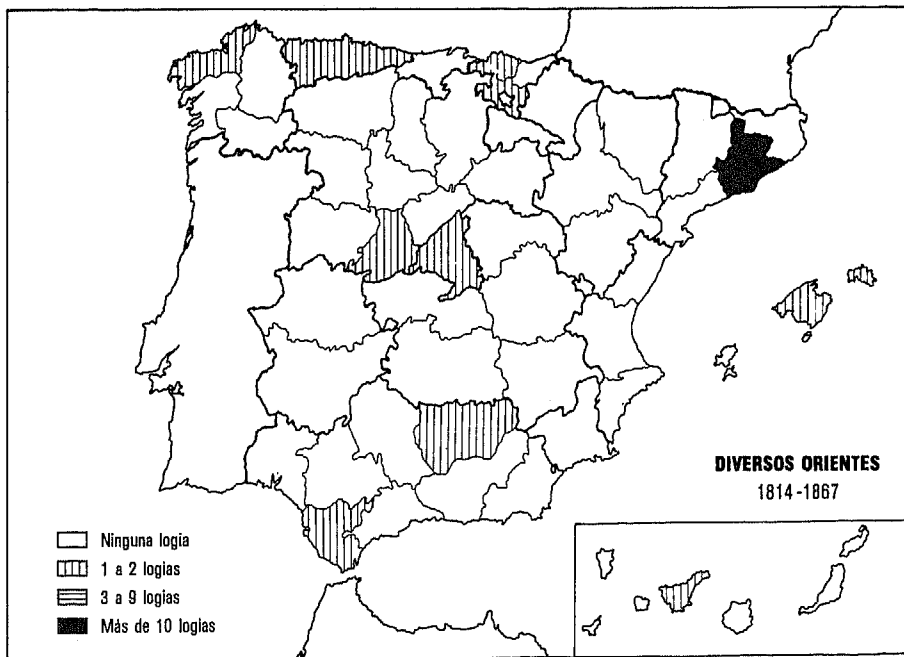 DIVERSOS ORIENTES
1814-1867
Ninguna logia
1 a 2 logias
3 a 9 logias
Más de 10 logias